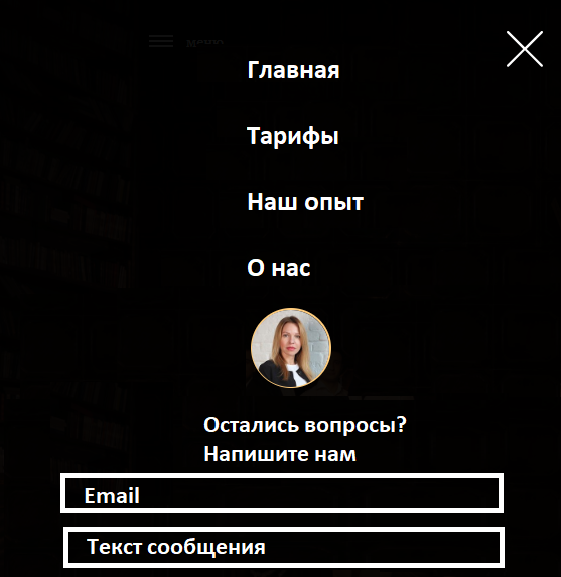 Главная
Тарифы
Наш опыт
О нас
Остались вопросы?
Напишите нам
Email
Текст сообщения